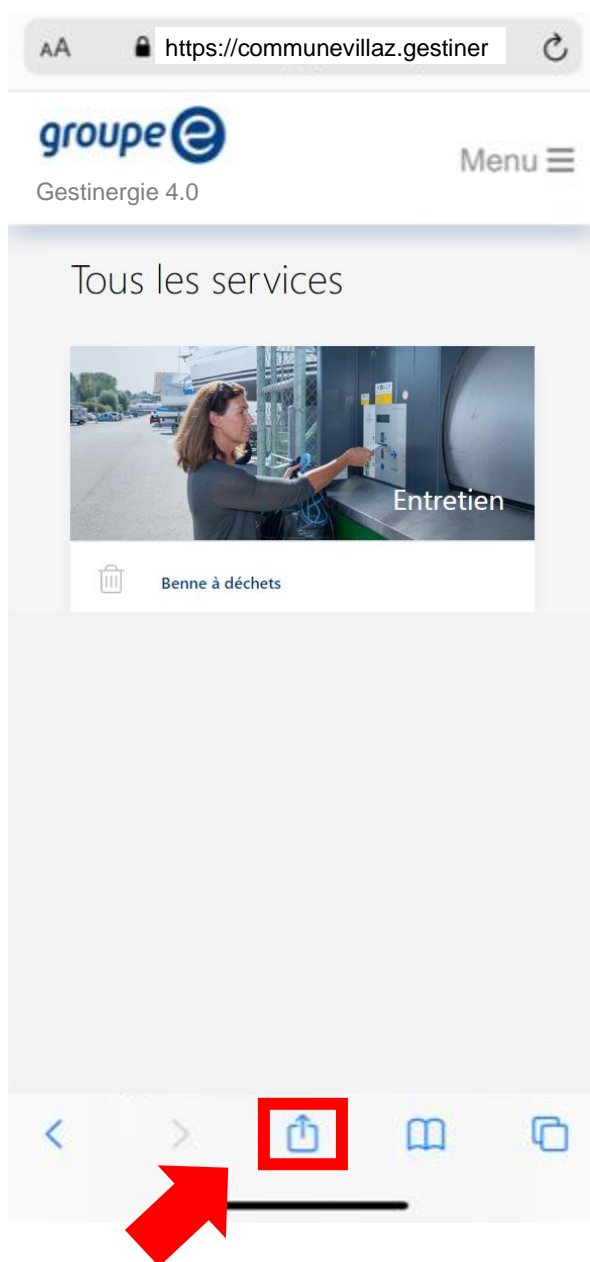 AA https://communevillaz.gestiner
groupe e
Menu
Gestinergie 4.0
Tous les services
Entretien
Benne à déchets